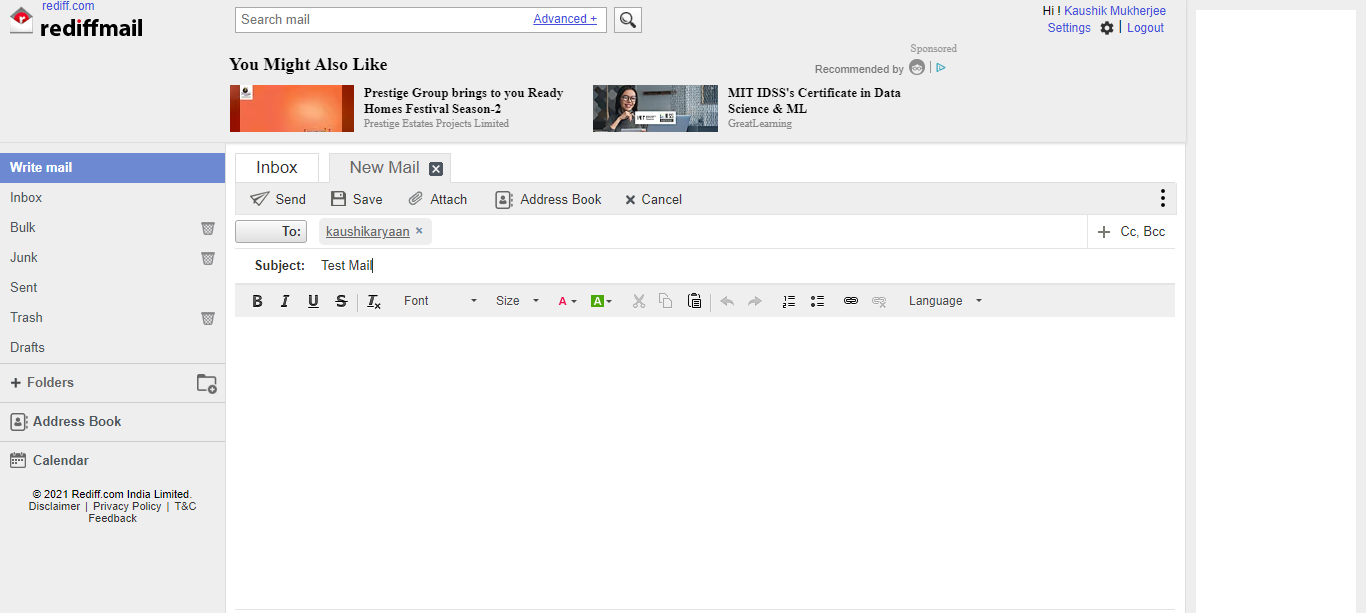 rediff.com
rediffmail
Search mail Advanced +
Hi ! Kaushik Mukherjee
Settings | Logout
You Might Also Like
Sponsored
Recommended by
Prestige Group brings to you Ready
Homes Festival Season-2
Prestige Estates Projects Limited
MIT IDSS's Certificate in Data
Science & ML
GreatLearning
Write mail
Inbox
Bulk
Junk
Sent
Trash
Drafts
+ Folders
Address Book
Calendar
© 2021 Rediff.com India Limited.
Disclaimer | Privacy Policy | T&C
Feedback
Inbox New Mail x
Send Save Attach Address Book x Cancel
To: kaushikaryaan × + Cc, Bcc
Subject: Test Mail
B I U S Tx Font Size A A Language